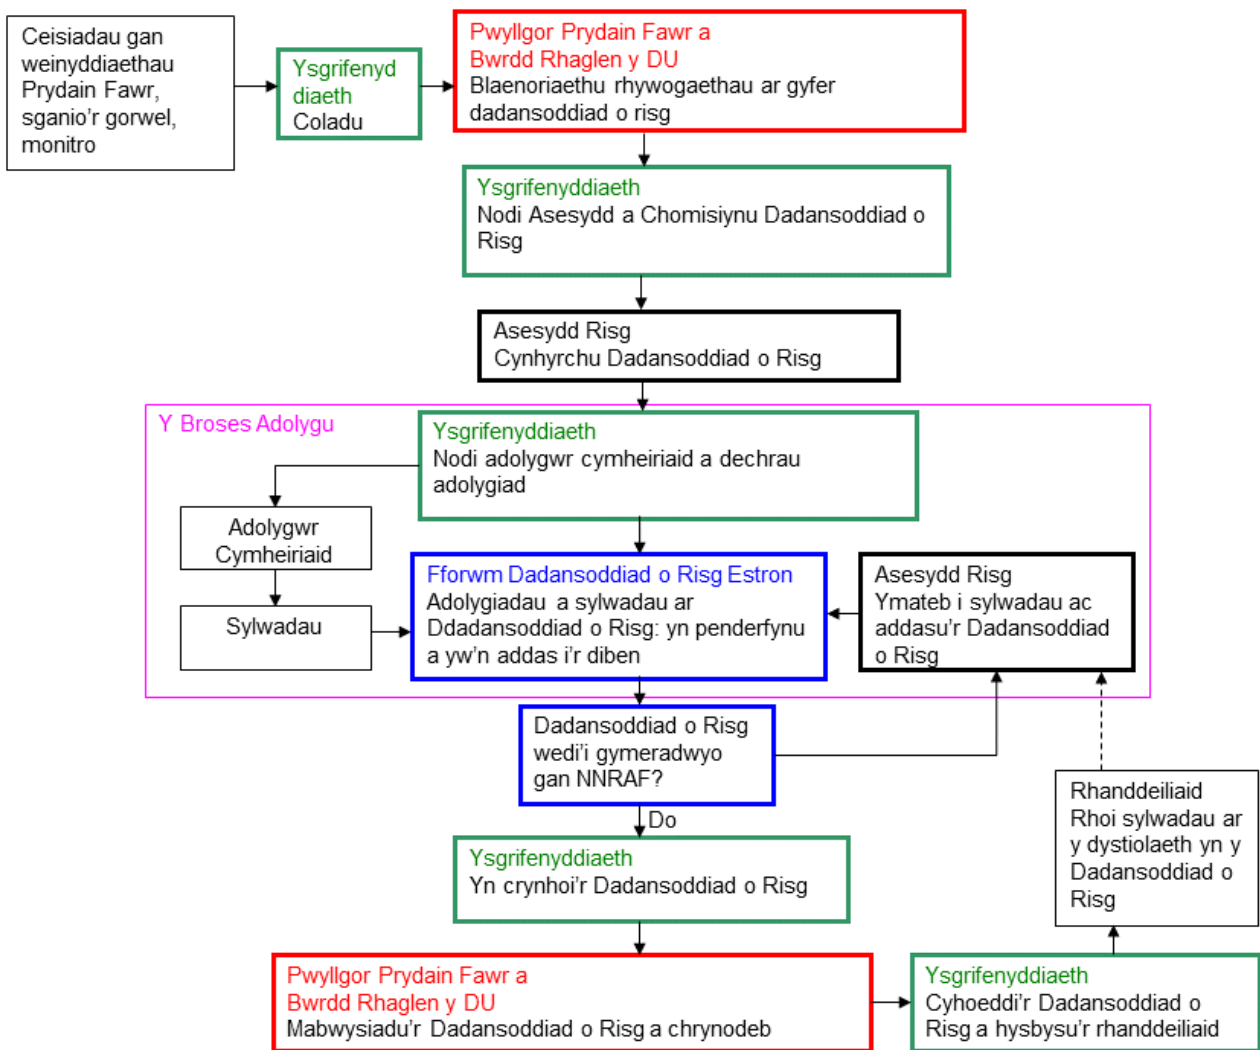 Ceisiadau gan
weinyddiaethau
Prydain Fawr,
sganio'r gorwel,
monitro
Ysgrifenyd
diaeth
Coladu
Pwyllgor Prydain Fawr a
Bwrdd Rhaglen y DU
Blaenoriaethu rhywogaethau ar gyfer
dadansoddiad o risg
Ysgrifenyddiaeth
Nodi Asesydd a Chomisiynu Dadansoddiad o
Risg
Asesydd Risg
Cynhyrchu Dadansoddiad o Risg
Y Broses Adolygu
Ysgrifenyddiaeth
Nodi adolygwr cymheiriaid a dechrau
adolygiad
Adolygwr
Cymheiriaid
Sylwadau
Fforwm Dadansoddiad o Risg Estron
Adolygiadau a sylwadau ar
Ddadansoddiad o Risg: yn penderfynu
a yw'n addas i'r diben
Asesydd Risg
Ymateb i sylwadau ac
addasu'r Dadansoddiad
o Risg
Dadansoddiad o Risg
wedi'i gymeradwyo
gan NNRAF?
Do
Ysgrifenyddiaeth
Yn crynhoi'r Dadansoddiad o Risg
Pwyllgor Prydain Fawr a
Bwrdd Rhaglen y DU
Mabwysiadu'r Dadansoddiad o Risg a chrynodeb
Ysgrifenyddiaeth
Cyhoeddi'r Dadansoddiad o
Risg a hysbysu'r rhanddeiliaid
Rhanddeiliaid
Rhoi sylwadau ar
y dystiolaeth yn y
Dadansoddiad o
Risg